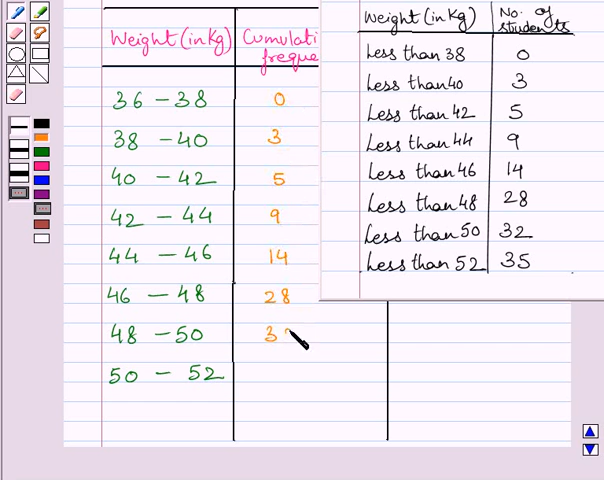 Weight (in Kg) Cumulati
freque
36 – 38 0
38 – 40 3
40 – 42 5
42 – 44 9
44 – 46 14
46 – 48 28
48 – 50 3
50 – 52
Weight (in Kg) No. of
students
Less than 38 0
Less than 40 3
Less than 42 5
Less than 44 9
Less than 46 14
Less than 48 28
Less than 50 32
Less than 52 35